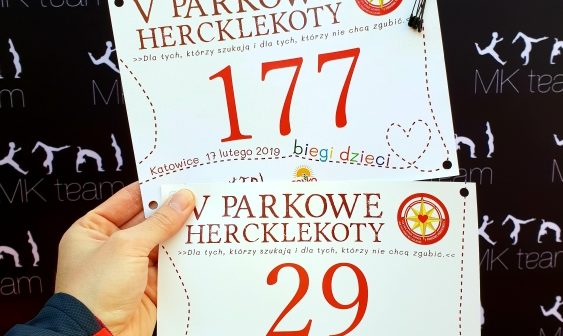 V PARKOWE
HERCKLEKOTY
>>Dla tych, którzy szukają i dla tych, którzy nie chcą zgubić.<<
177
Katowice, 17 lutego 2019 biegi dzieci
V PARKOWE
HERCKLEKOTY
>>Dla tych, którzy szukają i dla tych, którzy nie chcą zgubić.<<
29
MK team
MK team
MK team
MK team
MK team